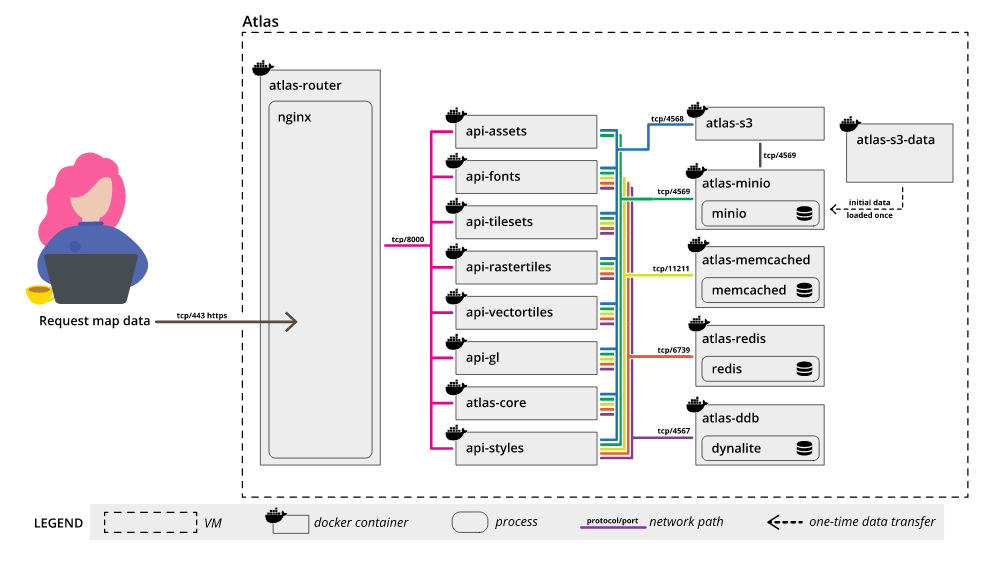 Atlas
atlas-router
nginx
Request map data
tcp/443 https
tcp/8000
api-assets
api-fonts
api-tilesets
api-rastertiles
api-vectortiles
api-gl
atlas-core
api-styles
tcp/4568
atlas-s3
tcp/4569
atlas-s3-data
tcp/4569
atlas-minio
minio
initial data
loaded once
tcp/11211
atlas-memcached
memcached
tcp/6739
atlas-redis
redis
tcp/4567
atlas-ddb
dynalite
LEGEND
VM
docker container
process
protocol/port
network path
one-time data transfer